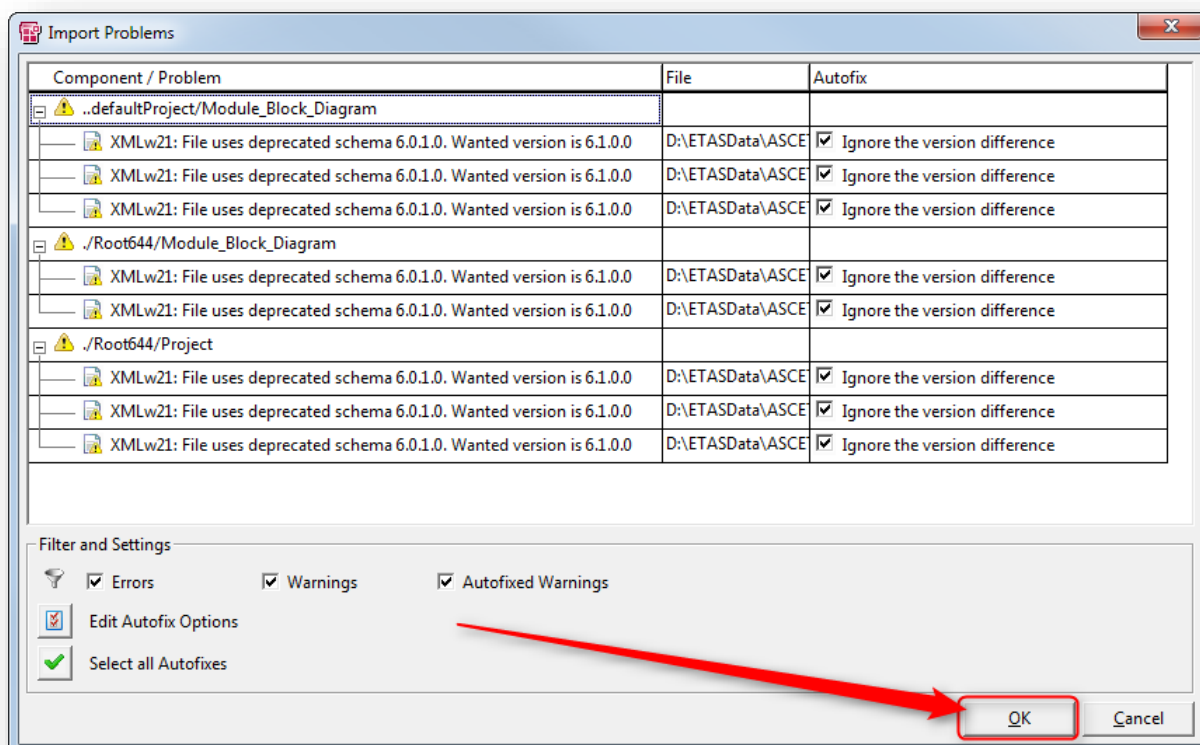 Import Problems
Component / Problem File Autofix
..defaultProject/Module_Block_Diagram
XMLw21: File uses deprecated schema 6.0.1.0. Wanted version is 6.1.0.0 D:\ETASData\ASCET Ignore the version difference
XMLw21: File uses deprecated schema 6.0.1.0. Wanted version is 6.1.0.0 D:\ETASData\ASCET Ignore the version difference
XMLw21: File uses deprecated schema 6.0.1.0. Wanted version is 6.1.0.0 D:\ETASData\ASCET Ignore the version difference
./Root644/Module_Block_Diagram
XMLw21: File uses deprecated schema 6.0.1.0. Wanted version is 6.1.0.0 D:\ETASData\ASCET Ignore the version difference
XMLw21: File uses deprecated schema 6.0.1.0. Wanted version is 6.1.0.0 D:\ETASData\ASCET Ignore the version difference
./Root644/Project
XMLw21: File uses deprecated schema 6.0.1.0. Wanted version is 6.1.0.0 D:\ETASData\ASCET Ignore the version difference
XMLw21: File uses deprecated schema 6.0.1.0. Wanted version is 6.1.0.0 D:\ETASData\ASCET Ignore the version difference
XMLw21: File uses deprecated schema 6.0.1.0. Wanted version is 6.1.0.0 D:\ETASData\ASCET Ignore the version difference
Filter and Settings
Errors Warnings Autofixed Warnings
Edit Autofix Options
Select all Autofixes
OK Cancel